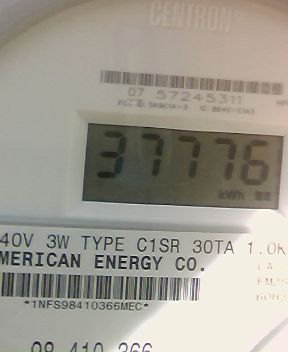 CENTRON®
07 57245311
37776
kWh
40V 3W TYPE C1SR 30TA 1.0K
MERICAN ENERGY CO.
*1NFS98410366MEC*
98 410 366